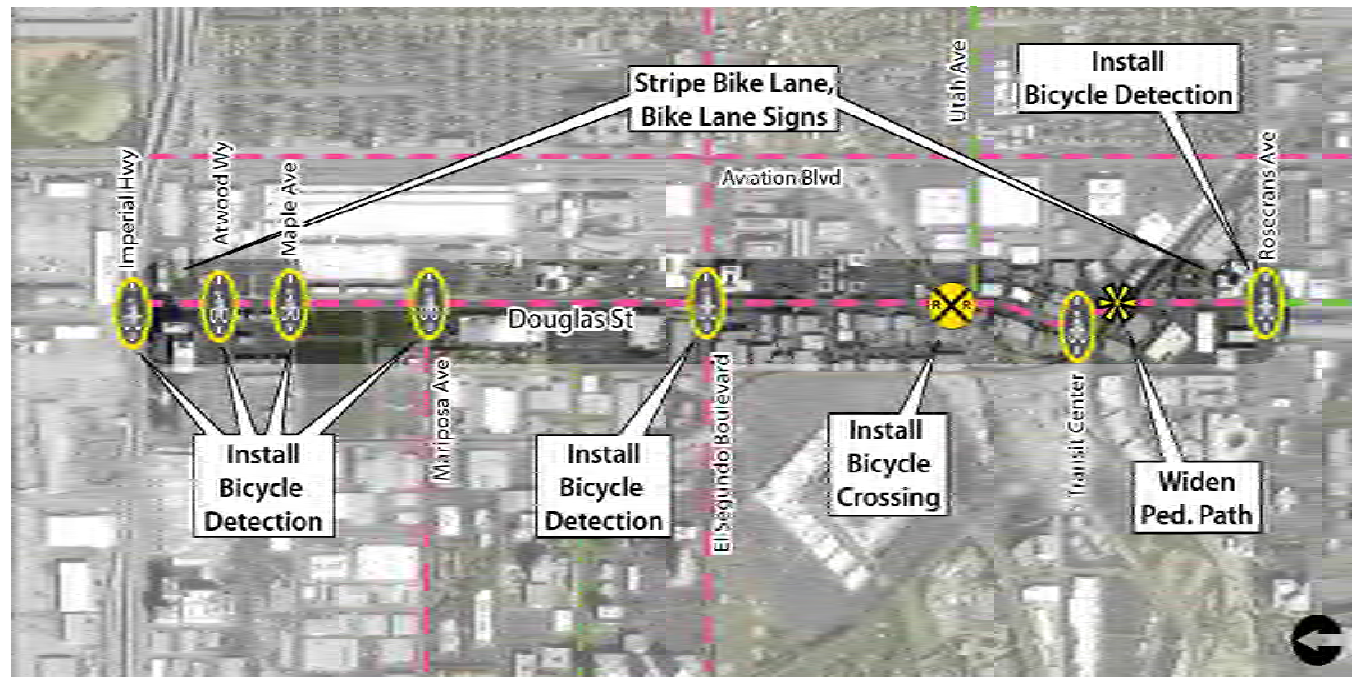 Stripe Bike Lane,
Bike Lane Signs
Install
Bicycle Detection
Utah Ave
Imperial Hwy
Atwood Wy
Maple Ave
Aviation Blvd
Rosecrans Ave
Douglas St
R R
Mariposa Ave
El Segundo Boulevard
Transit Center
Install
Bicycle
Detection
Install
Bicycle
Detection
Install
Bicycle
Crossing
Widen
Ped. Path